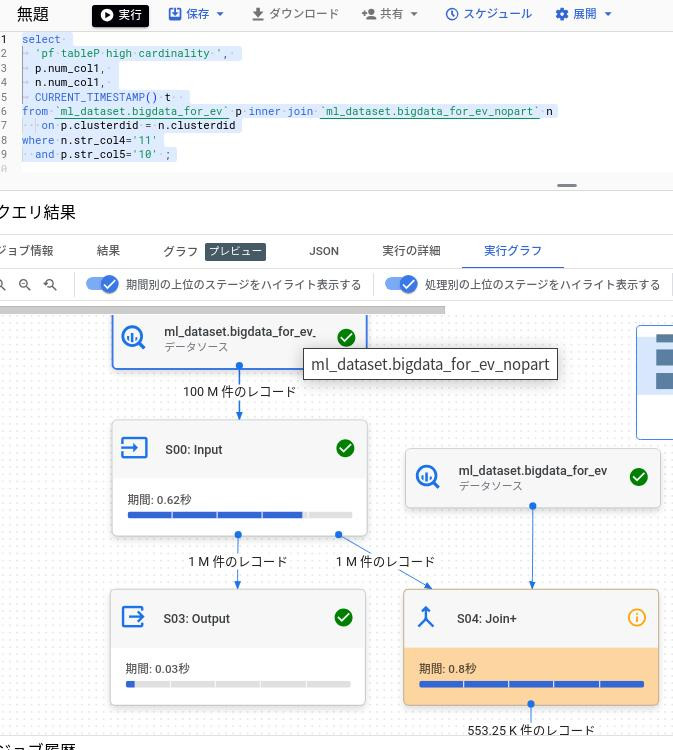 無題 実行 保存 ダウンロード 共有 スケジュール 展開
1 select
2 'pf tableP high cardinality ',
3 p.num_col1,
4 n.num_col1,
5 CURRENT_TIMESTAMP() t
6 from `ml_dataset.bigdata_for_ev` p inner join `ml_dataset.bigdata_for_ev_nopart` n
7 on p.clusterdid = n.clusterdid
8 where n.str_col4='11'
9 and p.str_col5='10' ;
クエリ結果
ジョブ情報 結果 グラフ プレビュー JSON 実行の詳細 実行グラフ
期間別の上位のステージをハイライト表示する 処理別の上位のステージをハイライト表示する
ml_dataset.bigdata_for_ev_
データソース
ml_dataset.bigdata_for_ev_nopart
100 M 件のレコード
S00: Input
期間: 0.62秒
ml_dataset.bigdata_for_ev
データソース
1 M 件のレコード 1 M 件のレコード
S03: Output
期間: 0.03秒
S04: Join+
期間: 0.8秒
553.25 K 件のレコード
ジョブ履歴